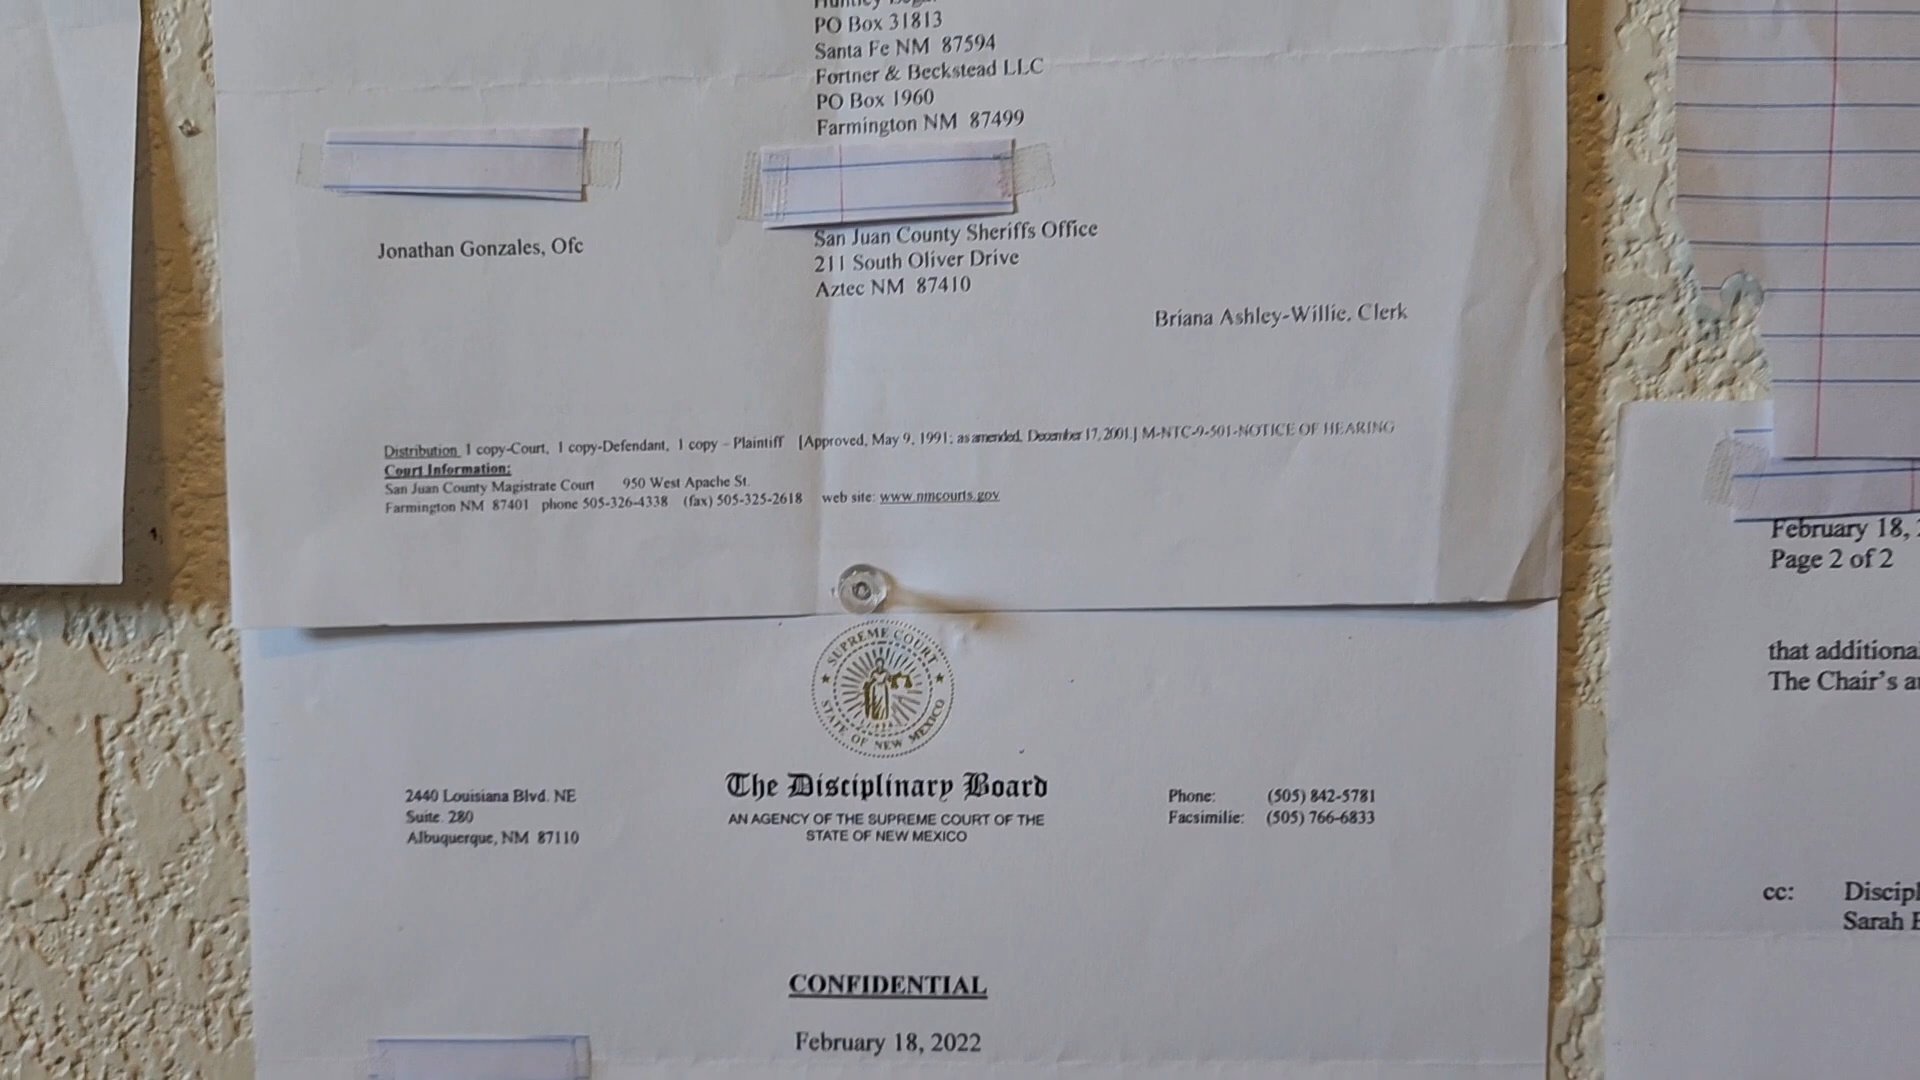 PO Box 31813
Santa Fe NM 87594
Fortner & Beckstead LLC
PO Box 1960
Farmington NM 87499
Jonathan Gonzales, Ofc
San Juan County Sheriffs Office
211 South Oliver Drive
Aztec NM 87410
Briana Ashley-Willie, Clerk
Distribution 1 copy-Court, 1 copy-Defendant, 1 copy – Plaintiff [Approved, May 9, 1991; as amended, December 17, 2001.] M-NTC-9-501-NOTICE OF HEARING
Court Information:
San Juan County Magistrate Court 950 West Apache St.
Farmington NM 87401 phone 505-326-4338 (fax) 505-325-2618 web site: www.nmcourts.gov
SUPREME COURT
STATE OF NEW MEXICO
The Disciplinary Board
AN AGENCY OF THE SUPREME COURT OF THE
STATE OF NEW MEXICO
2440 Louisiana Blvd. NE
Suite. 280
Albuquerque, NM 87110
Phone: (505) 842-5781
Facsimilie: (505) 766-6833
CONFIDENTIAL
February 18, 2022
February 18,
Page 2 of 2
that additiona
The Chair's
cc: Discipl
Sarah